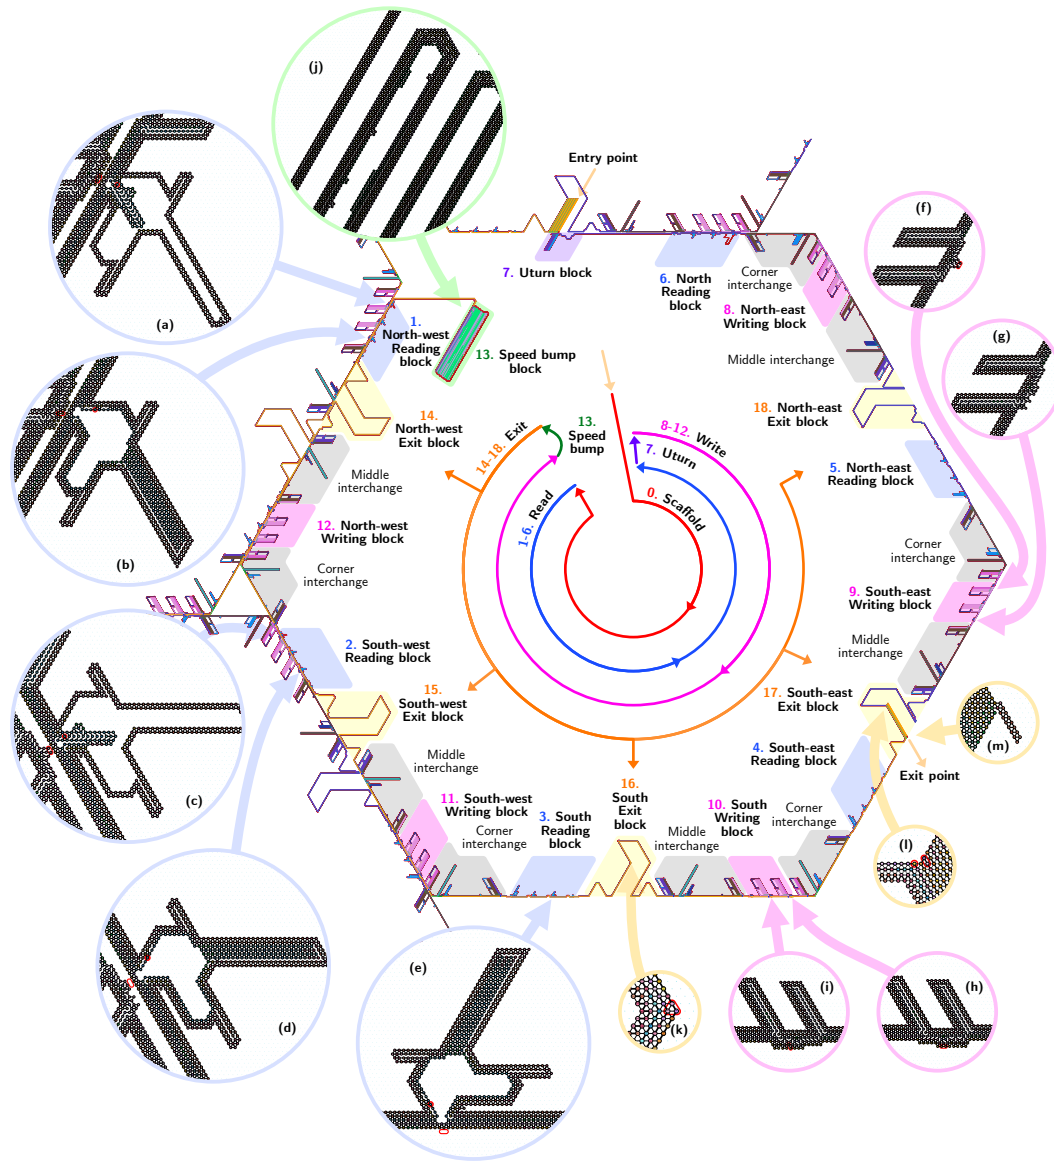 (j)
(a)
(b)
(c)
(d)
(e)
(f)
(g)
(h)
(i)
(k)
(l)
(m)
Entry point
7. Uturn block
6. North
Reading
block
Corner
interchange
8. North-east
Writing block
Middle interchange
18. North-east
Exit block
5. North-east
Reading block
Corner
interchange
9. South-east
Writing block
Middle
interchange
17. South-east
Exit block
4. South-east
Reading block
Exit point
Corner
interchange
10. South
Writing
block
Middle
interchange
16.
South
Exit
block
3. South
Reading
block
Corner
interchange
11. South-west
Writing block
Middle
interchange
15.
South-west
Exit block
2. South-west
Reading block
Corner
interchange
12. North-west
Writing block
Middle
interchange
14.
North-west
Exit block
1.
North-west
Reading
block
13. Speed bump
block
13.
Speed
bump
14-18. Exit
8-12. Write
7. Uturn
1-6. Read
0. Scaffold